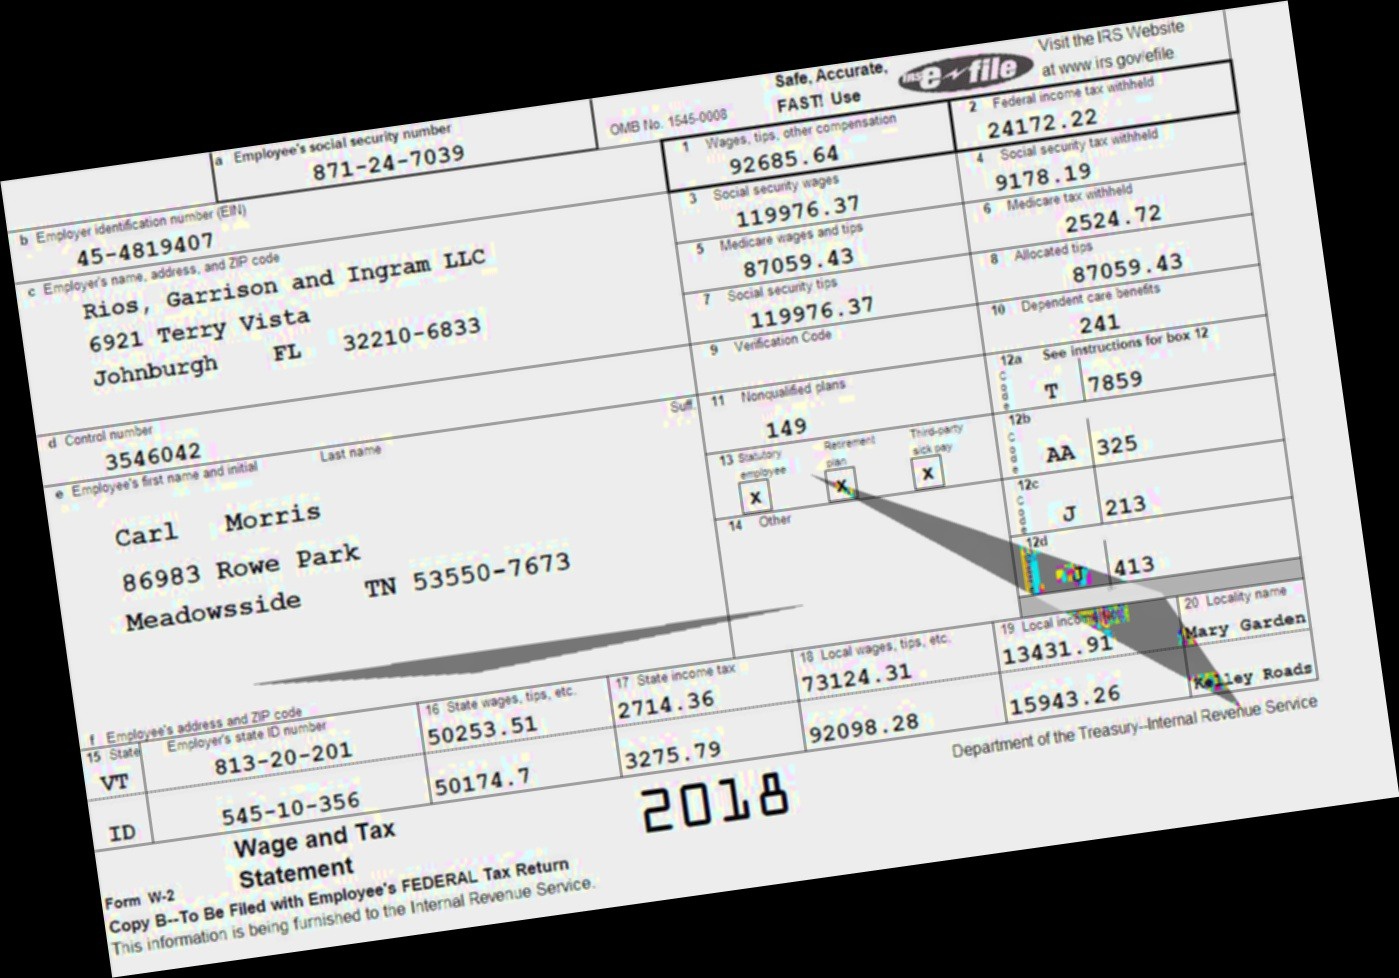 a Employee's social security number
871-24-7039
OMB No. 1545-0008
Safe, Accurate,
FAST! Use
IRS e-file
Visit the IRS Website
at www irs gov/efile
b Employer identification number (EIN)
45-4819407
1 Wages, tips, other compensation
92685.64
2 Federal income tax withheld
24172.22
c Employer's name, address, and ZIP code
Rios, Garrison and Ingram LLC
6921 Terry Vista
Johnburgh FL 32210-6833
3 Social security wages
119976.37
4 Social security tax withheld
9178.19
5 Medicare wages and tips
87059.43
6 Medicare tax withheld
2524.72
7 Social security tips
119976.37
8 Allocated tips
87059.43
d Control number
3546042
9 Verification Code
10 Dependent care benefits
241
e Employee's first name and initial
Last name
Suff.
Carl Morris
86983 Rowe Park
Meadowsside TN 53550-7673
11 Nonqualified plans
149
12a See instructions for box 12
Code
T 7859
13 Statutory employee
x
Retirement plan
x
Third-party sick pay
x
12b
Code
AA 325
14 Other
12c
Code
J 213
12d
413
f Employee's address and ZIP code
15 State
Employer's state ID number
16 State wages, tips, etc.
17 State income tax
18 Local wages, tips, etc.
19 Local
20 Locality name
VT 813-20-201 50253.51 2714.36 73124.31 13431.91 Mary Garden
ID 545-10-356 50174.7 3275.79 92098.28 15943.26 Kelley Roads
Form W-2
Wage and Tax
Statement
2018
Department of the Treasury--Internal Revenue Service
Copy B--To Be Filed with Employee's FEDERAL Tax Return
This information is being furnished to the Internal Revenue Service.